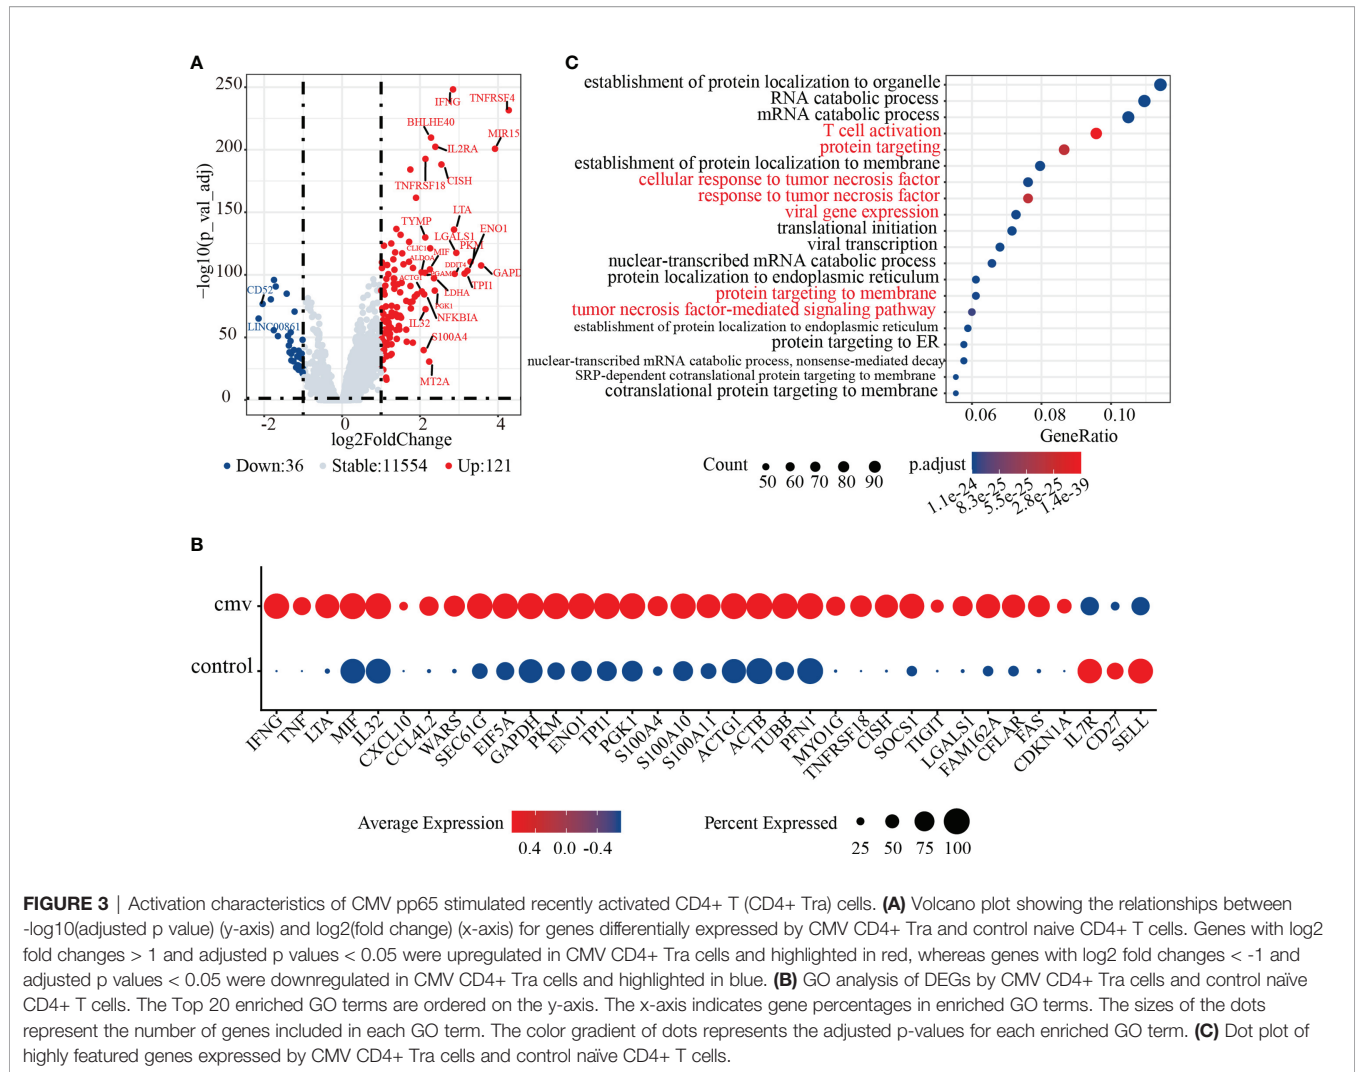 A
250
200
150
100
50
0
−log10(p_val_adj)
IFNG
TNFRSF4
BHLHE40
MIR15
IL2RA
CISH
TNFRSF18
LTA
TYMP
ENO1
LGALS1
PKM
CLIC1
MIF
ALDOA
DDIT4
GAPD
PGAM
ACTG1
TPI1
LDHA
PGK1
NFKBIA
IL32
S100A4
MT2A
CD52
LINC00861
-2 0 2 4
log2FoldChange
Down:36 Stable:11554 Up:121
C
establishment of protein localization to organelle
RNA catabolic process
mRNA catabolic process
T cell activation
protein targeting
establishment of protein localization to membrane
cellular response to tumor necrosis factor
response to tumor necrosis factor
viral gene expression
translational initiation
viral transcription
nuclear-transcribed mRNA catabolic process
protein localization to endoplasmic reticulum
protein targeting to membrane
tumor necrosis factor-mediated signaling pathway
establishment of protein localization to endoplasmic reticulum
protein targeting to ER
nuclear-transcribed mRNA catabolic process, nonsense-mediated decay
SRP-dependent cotranslational protein targeting to membrane
cotranslational protein targeting to membrane
0.06 0.08 0.10
GeneRatio
Count
50 60 70 80 90
p.adjust
1.1e-24 8.3e-25 5.5e-25 2.8e-25 1.4e-39
B
cmv
control
IFNG TNF LTA MIF IL32 CXCL10 CCL4L2 WARS SEC61G EIF5A GAPDH PKM ENO1 TPI1 PGK1 S100A4 S100A10 S100A11 ACTG1 ACTB TUBB PFN1 MYO1G TNFRSF18 CISH SOCS1 TIGIT LGALS1 FAM162A CFLAR FAS CDKN1A IL7R CD27 SELL
Average Expression
0.4 0.0 -0.4
Percent Expressed
25 50 75 100
FIGURE 3 | Activation characteristics of CMV pp65 stimulated recently activated CD4+ T (CD4+ Tra) cells. (A) Volcano plot showing the relationships between
-log10(adjusted p value) (y-axis) and log2(fold change) (x-axis) for genes differentially expressed by CMV CD4+ Tra and control naive CD4+ T cells. Genes with log2
fold changes > 1 and adjusted p values < 0.05 were upregulated in CMV CD4+ Tra cells and highlighted in red, whereas genes with log2 fold changes < -1 and
adjusted p values < 0.05 were downregulated in CMV CD4+ Tra cells and highlighted in blue. (B) GO analysis of DEGs by CMV CD4+ Tra cells and control naïve
CD4+ T cells. The Top 20 enriched GO terms are ordered on the y-axis. The x-axis indicates gene percentages in enriched GO terms. The sizes of the dots
represent the number of genes included in each GO term. The color gradient of dots represents the adjusted p-values for each enriched GO term. (C) Dot plot of
highly featured genes expressed by CMV CD4+ Tra cells and control naïve CD4+ T cells.